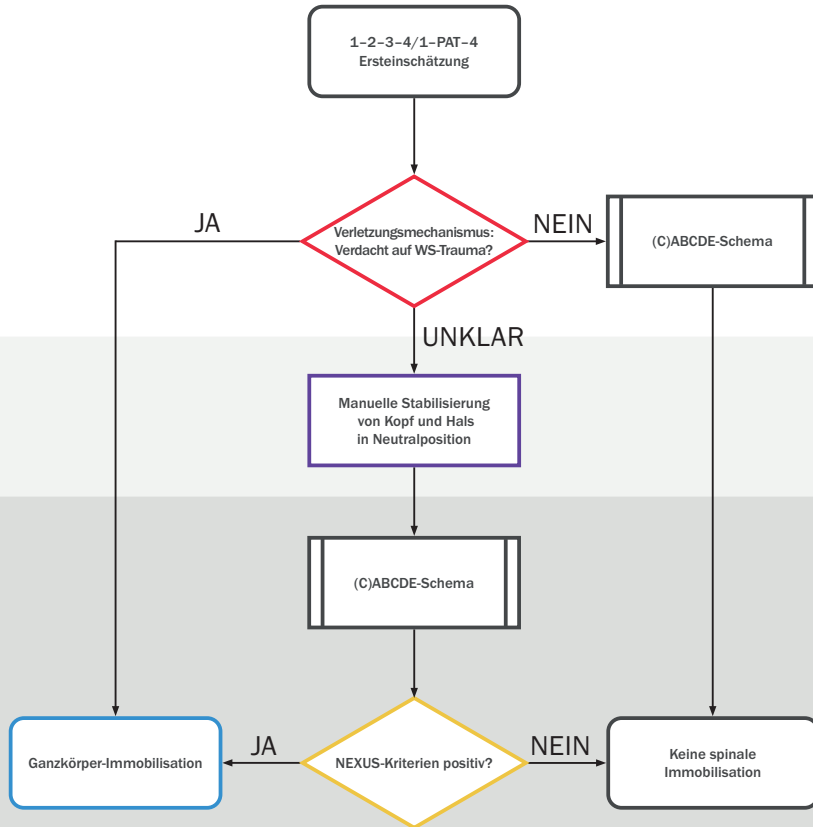 1–2–3–4/1–PAT–4
Ersteinschätzung
JA
Verletzungsmechanismus:
Verdacht auf WS-Trauma?
NEIN
(C)ABCDE-Schema
UNKLAR
Manuelle Stabilisierung
von Kopf und Hals
in Neutralposition
(C)ABCDE-Schema
Ganzkörper-Immobilisation
JA
NEXUS-Kriterien positiv?
NEIN
Keine spinale
Immobilisation